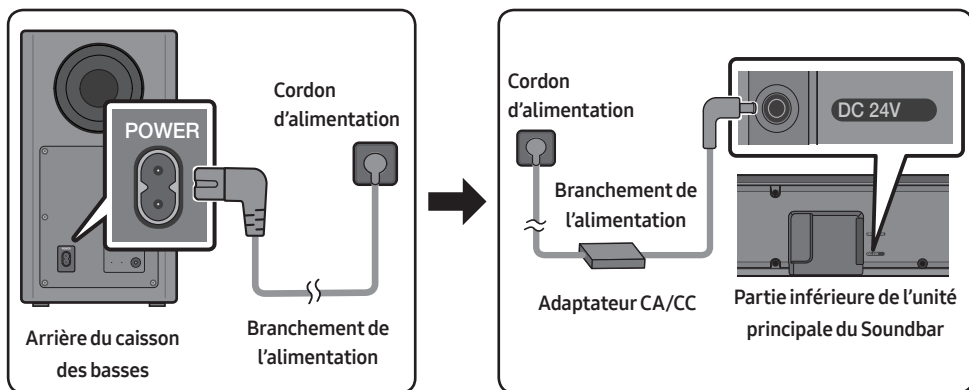 POWER
Cordon
d'alimentation
Arrière du caisson
des basses
Branchement de
l'alimentation
Cordon
d'alimentation
DC 24V
Branchement de
l'alimentation
Adaptateur CA/CC
Partie inférieure de l'unité
principale du Soundbar